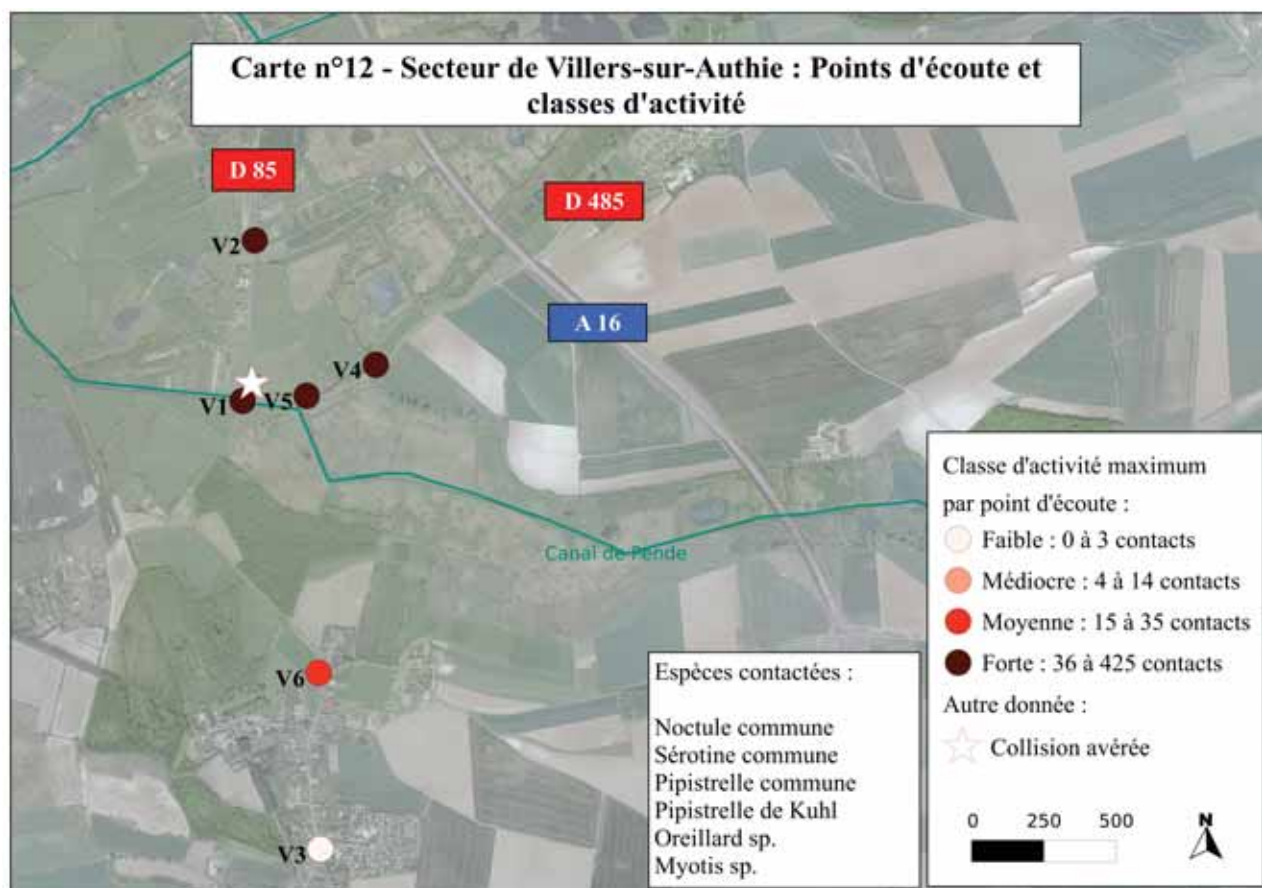 Carte n°12 - Secteur de Villers-sur-Authie : Points d'écoute et
classes d'activité
D 85
D 485
V2
A 16
V4
V5
V1
Canal de Pende
V6
V3
Espèces contactées :
Noctule commune
Sérotine commune
Pipistrelle commune
Pipistrelle de Kuhl
Oreillard sp.
Myotis sp.
Classe d'activité maximum
par point d'écoute :
Faible : 0 à 3 contacts
Médiocre : 4 à 14 contacts
Moyenne : 15 à 35 contacts
Forte : 36 à 425 contacts
Autre donnée :
Collision avérée
0 250 500
N